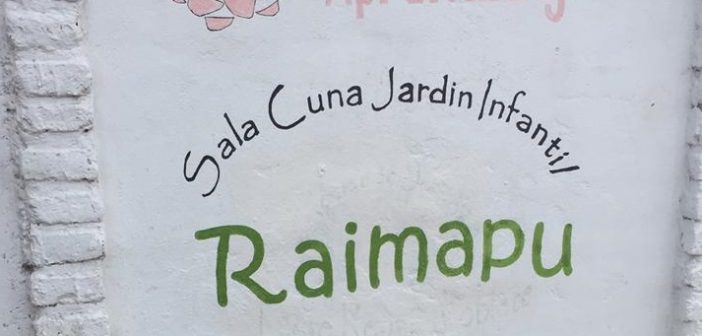 Sala Cuna Jardin Infantil
Raimapu